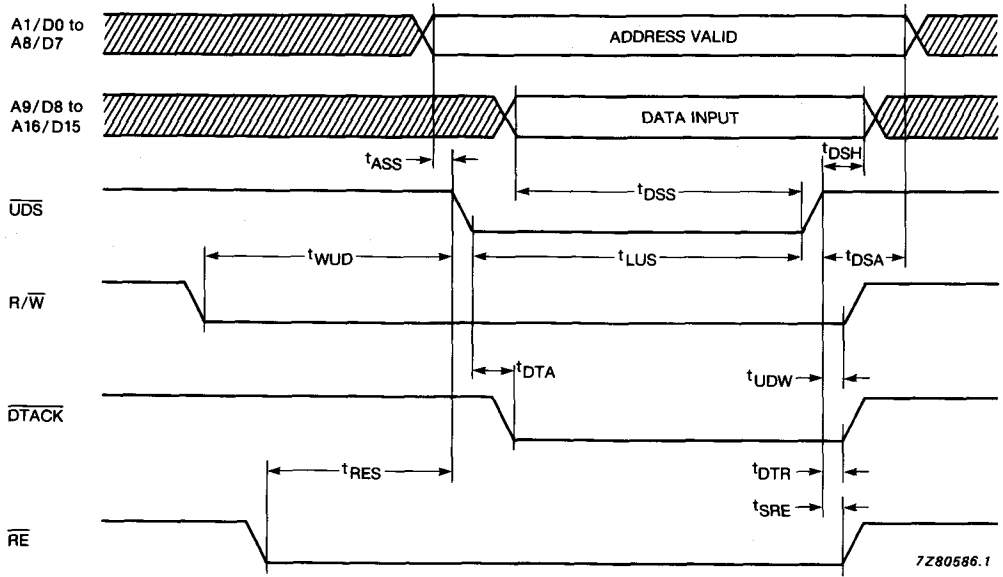 A1/D0 to
A8/D7
ADDRESS VALID
A9/D8 to
A16/D15
DATA INPUT
tASS
tDSH
UDS
tDSS
tWUD
tLUS
tDSA
R/W
tDTA
tUDW
DTACK
tRES
tDTR
tSRE
RE
7Z80586.1